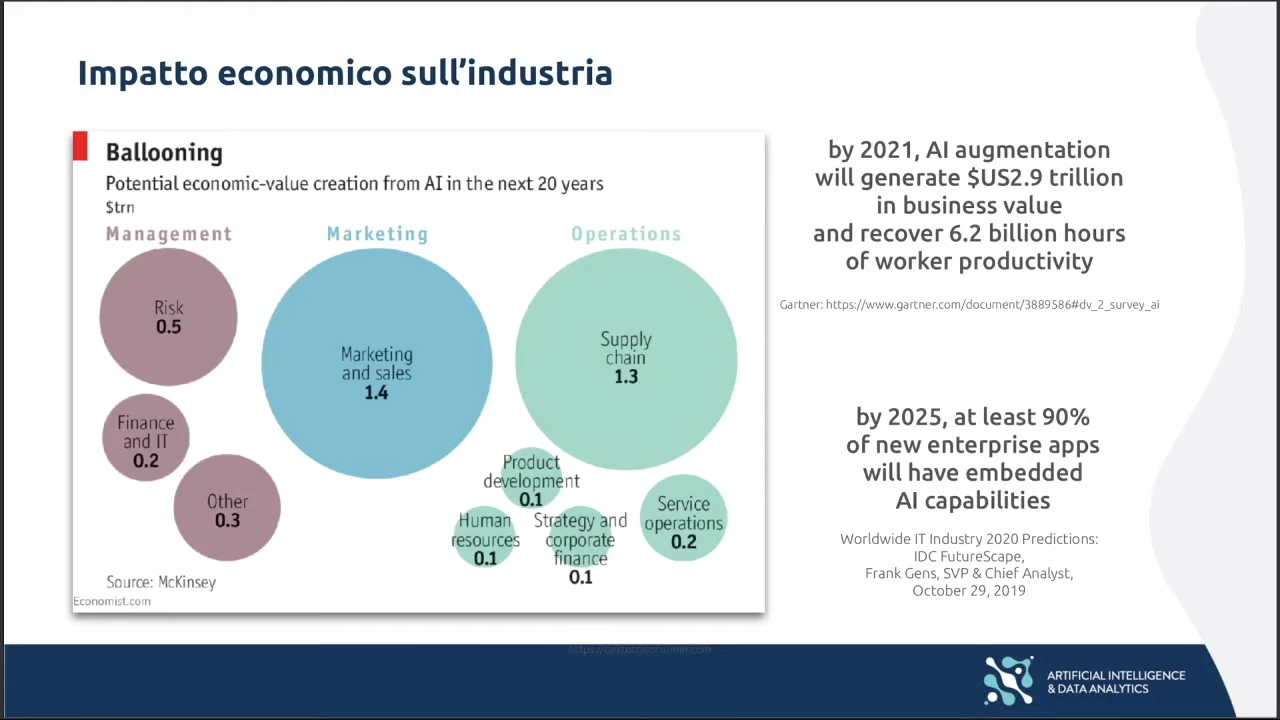 Impatto economico sull’industria
Ballooning
Potential economic-value creation from AI in the next 20 years
$trn
Management
Marketing
Operations
Risk
0.5
Finance
and IT
0.2
Other
0.3
Marketing
and sales
1.4
Supply
chain
1.3
Product
development
0.1
Human
resources
0.1
Strategy and
corporate
finance
0.1
Service
operations
0.2
Source: McKinsey
Economist.com
by 2021, AI augmentation
will generate $US2.9 trillion
in business value
and recover 6.2 billion hours
of worker productivity
Gartner: https://www.gartner.com/document/3889586#dv_2_survey_ai
by 2025, at least 90%
of new enterprise apps
will have embedded
AI capabilities
Worldwide IT Industry 2020 Predictions:
IDC FutureScape,
Frank Gens, SVP & Chief Analyst,
October 29, 2019
https://talktotransformer.com
ARTIFICIAL INTELLIGENCE
& DATA ANALYTICS